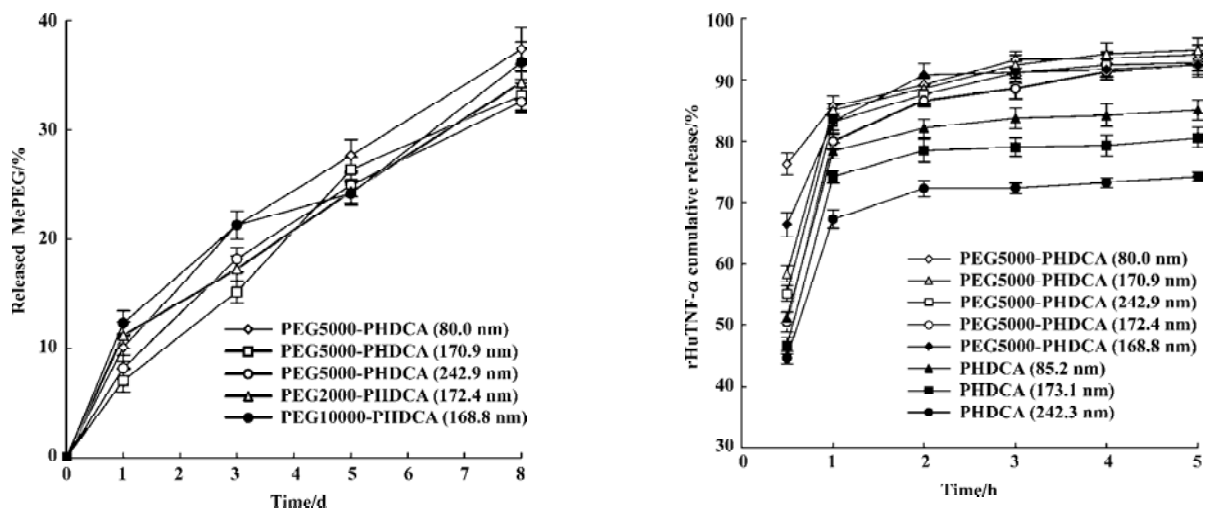 40
30
20
10
0
Released MePEG/%
PEG5000-PHDCA (80.0 nm)
PEG5000-PHDCA (170.9 nm)
PEG5000-PHDCA (242.9 nm)
PEG2000-PHDCA (172.4 nm)
PEG10000-PHDCA (168.8 nm)
0 1 2 3 4 5 6 7 8
Time/d
100
90
80
70
60
50
40
30
rHuTNF-α cumulative release/%
PEG5000-PHDCA (80.0 nm)
PEG5000-PHDCA (170.9 nm)
PEG5000-PHDCA (242.9 nm)
PEG5000-PHDCA (172.4 nm)
PEG5000-PHDCA (168.8 nm)
PHDCA (85.2 nm)
PHDCA (173.1 nm)
PHDCA (242.3 nm)
0 1 2 3 4 5
Time/h